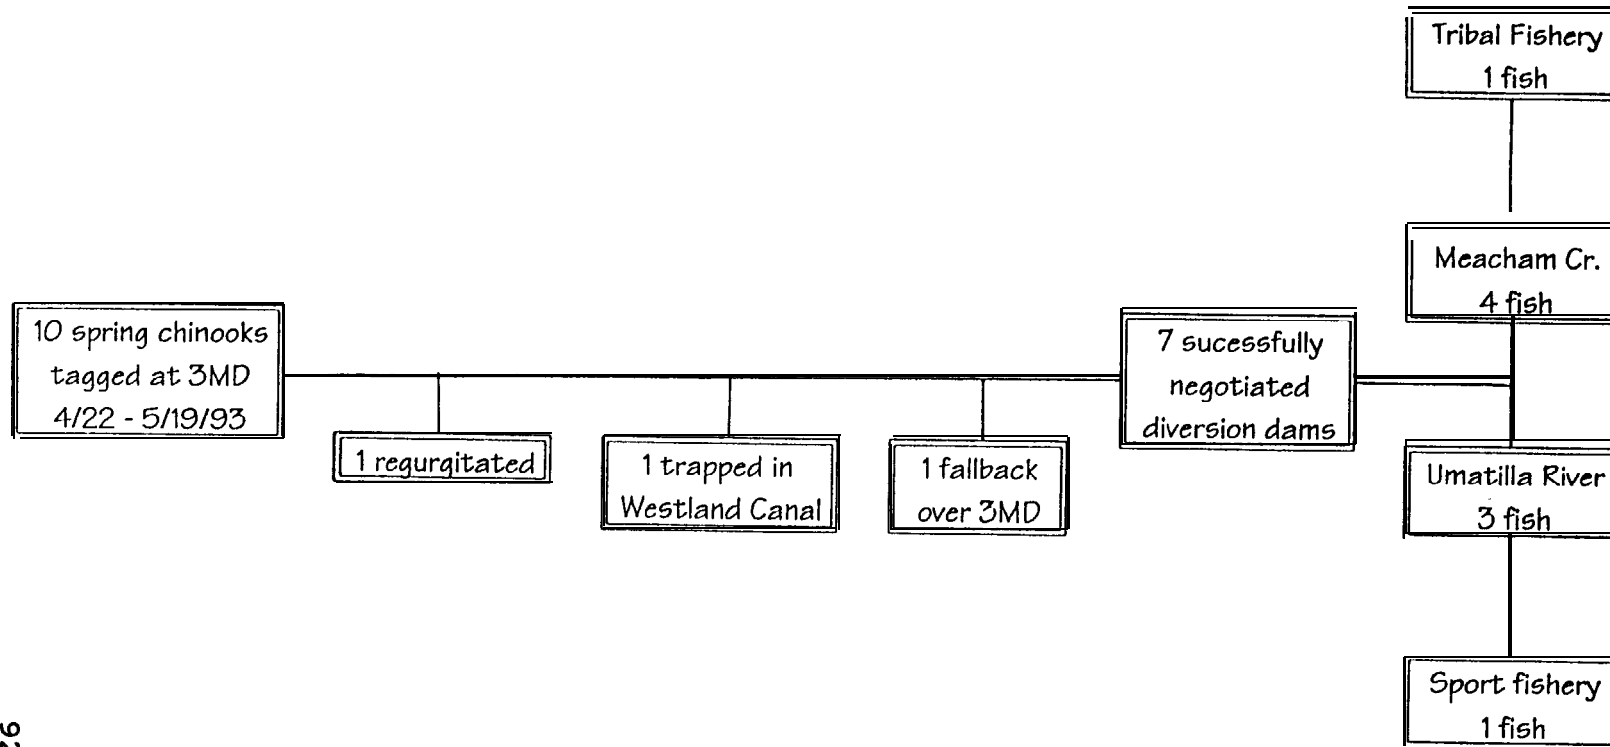 Tribal Fishery
1 fish
Meacham Cr.
4 fish
10 spring chinooks
tagged at 3MD
4/22 - 5/19/93
7 sucessfully
negotiated
diversion dams
1 regurgitated
1 trapped in
Westland Canal
1 fallback
over 3MD
Umatilla River
3 fish
Sport fishery
1 fish